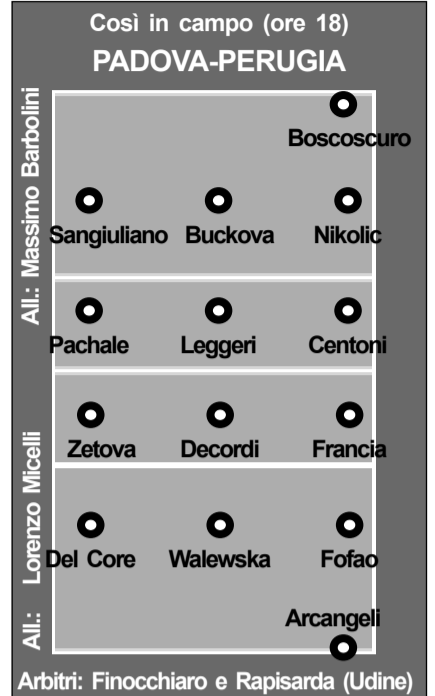 Così in campo (ore 18)
PADOVA-PERUGIA
All.: Massimo Barbolini
Boscoscuro
Sangiuliano Buckova Nikolic
Pachale Leggeri Centoni
Zetova Decordi Francia
All.: Lorenzo Micelli
Del Core Walewska Fofao
Arcangeli
Arbitri: Finocchiaro e Rapisarda (Udine)